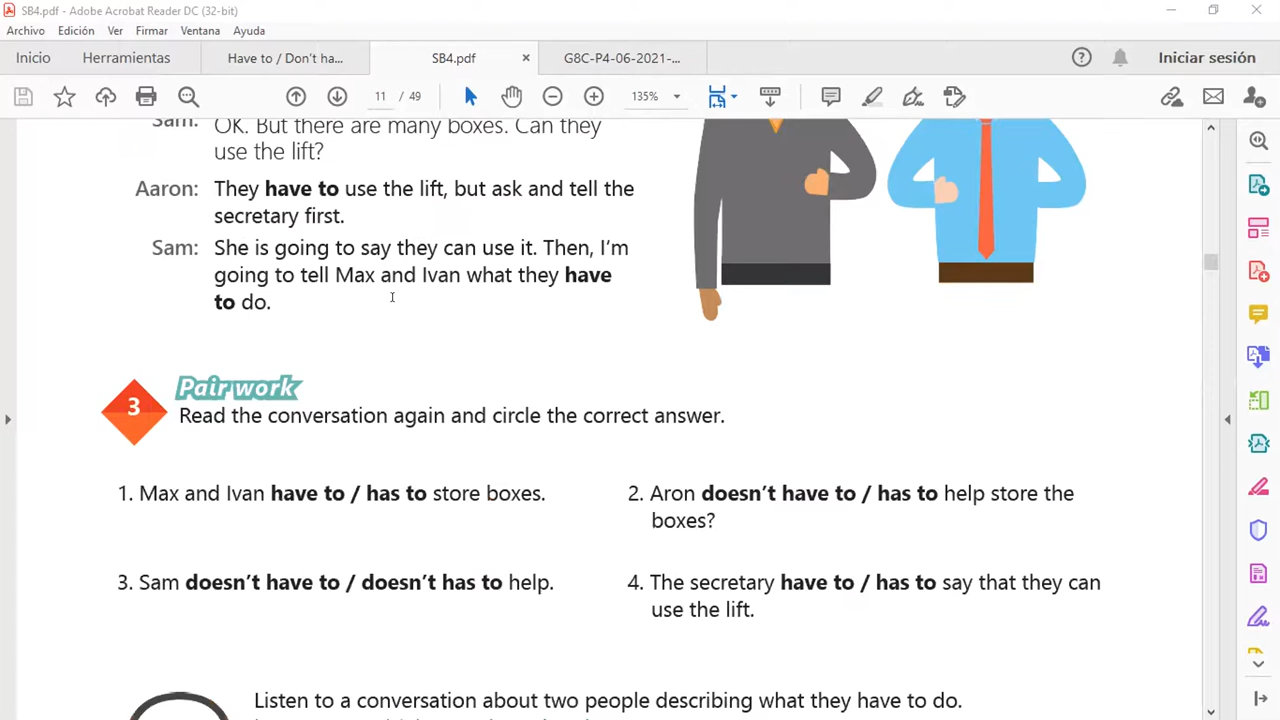 SB4.pdf - Adobe Acrobat Reader DC (32-bit)
Archivo Edición Ver Firmar Ventana Ayuda
Inicio Herramientas Have to / Don't ha... SB4.pdf × G8C-P4-06-2021-... Iniciar sesión
11 / 49 135%
Sam: OK. But there are many boxes. Can they
use the lift?
Aaron: They have to use the lift, but ask and tell the
secretary first.
Sam: She is going to say they can use it. Then, I'm
going to tell Max and Ivan what they have
to do.
Pair work
3
Read the conversation again and circle the correct answer.
1. Max and Ivan have to / has to store boxes.
2. Aron doesn't have to / has to help store the
boxes?
3. Sam doesn't have to / doesn't has to help.
4. The secretary have to / has to say that they can
use the lift.
Listen to a conversation about two people describing what they have to do.